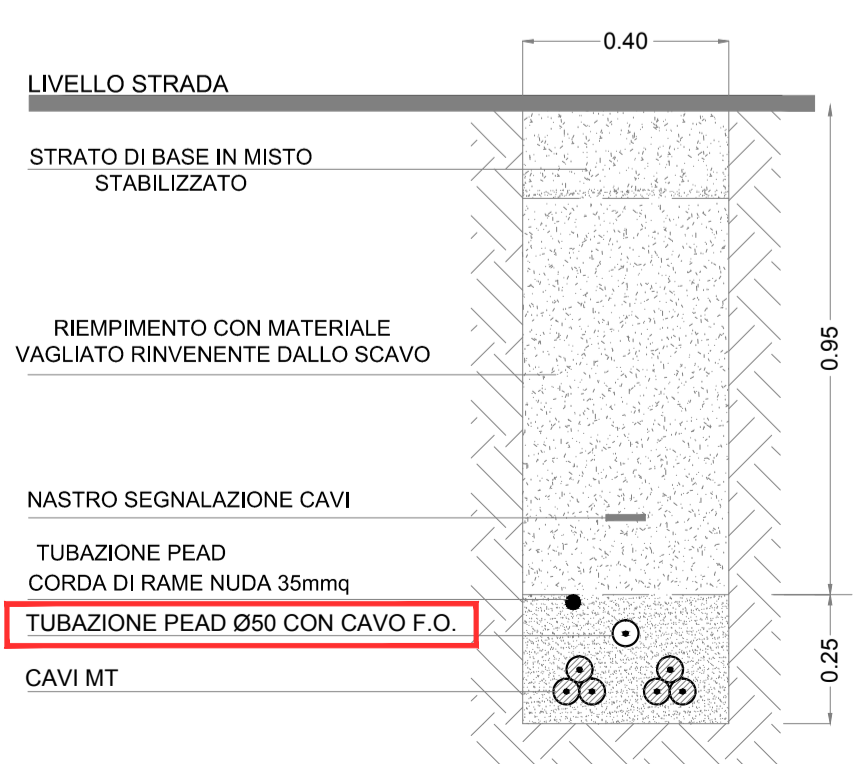 0.40
LIVELLO STRADA
STRATO DI BASE IN MISTO
STABILIZZATO
RIEMPIMENTO CON MATERIALE
VAGLIATO RINVENENTE DALLO SCAVO
0.95
NASTRO SEGNALAZIONE CAVI
TUBAZIONE PEAD
CORDA DI RAME NUDA 35mmq
TUBAZIONE PEAD Ø50 CON CAVO F.O.
0.25
CAVI MT